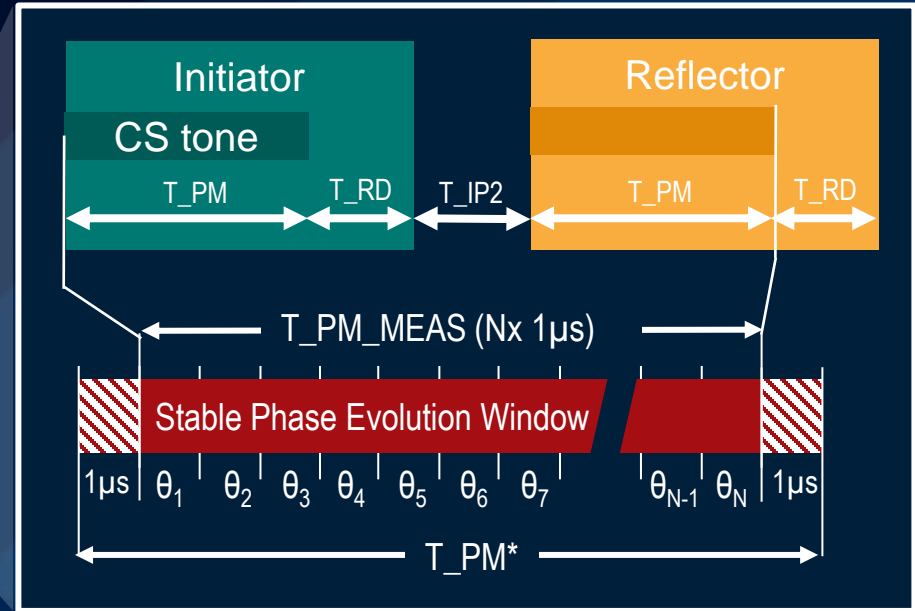 Initiator
Reflector
CS tone
T_PM
T_RD
T_IP2
T_PM
T_RD
T_PM_MEAS (Nx 1µs)
Stable Phase Evolution Window
1µs θ₁ θ₂ θ₃ θ₄ θ₅ θ₆ θ₇ θN-1 θN 1µs
T_PM*